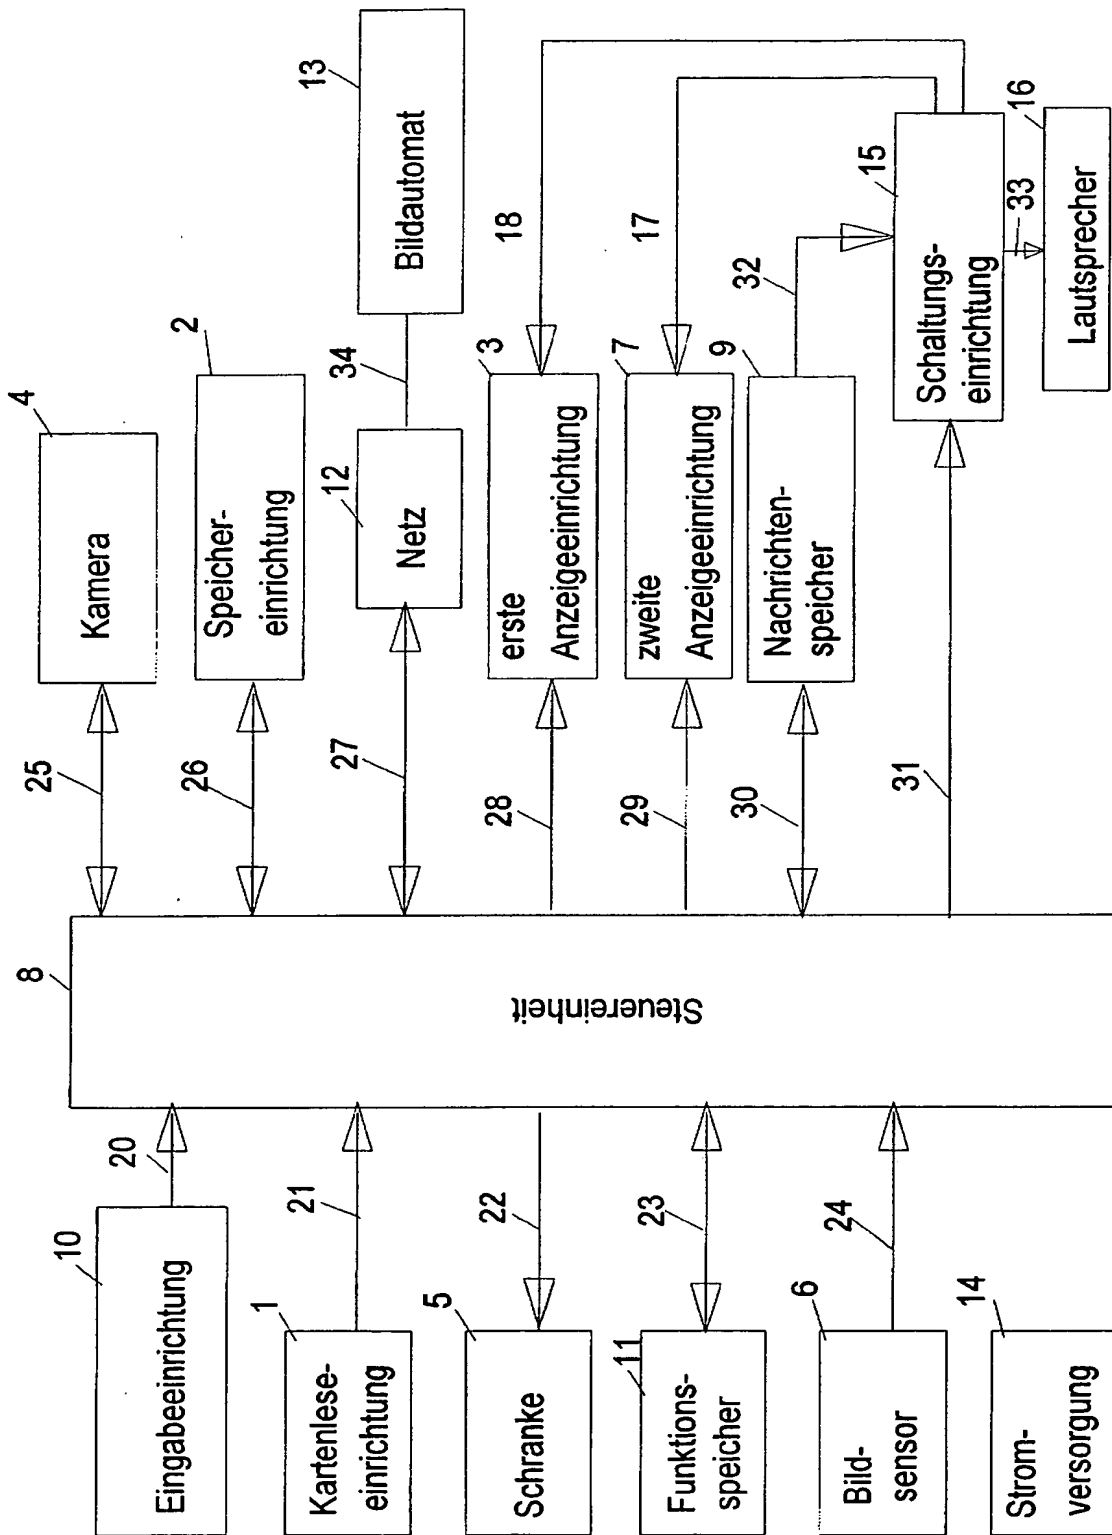 10
Eingabeeinrichtung
20
1
Kartenlese-
einrichtung
21
5
Schranke
22
11
Funktions-
speicher
23
6
Bild-
sensor
24
14
Strom-
versorgung
8
Steuereinheit
25
4
Kamera
26
2
Speicher-
einrichtung
27
12
Netz
34
13
Bildautomat
28
3
erste
Anzeigeeinrichtung
18
29
7
zweite
Anzeigeeinrichtung
17
30
9
Nachrichten-
speicher
32
31
15
Schaltungs-
einrichtung
33
16
Lautsprecher